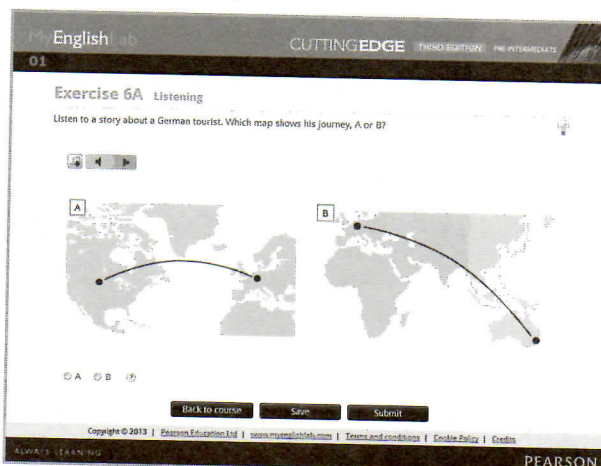 MyEnglishLab
CUTTINGEDGE THIRD EDITION PRE-INTERMEDIATE
01
Exercise 6A Listening
Listen to a story about a German tourist. Which map shows his journey, A or B?
A
B
A B ?
Back to course Save Submit
Copyright © 2013 | Pearson Education Ltd | www.myenglishlab.com | Terms and conditions | Cookie Policy | Credits
ALWAYS LEARNING
PEARSON